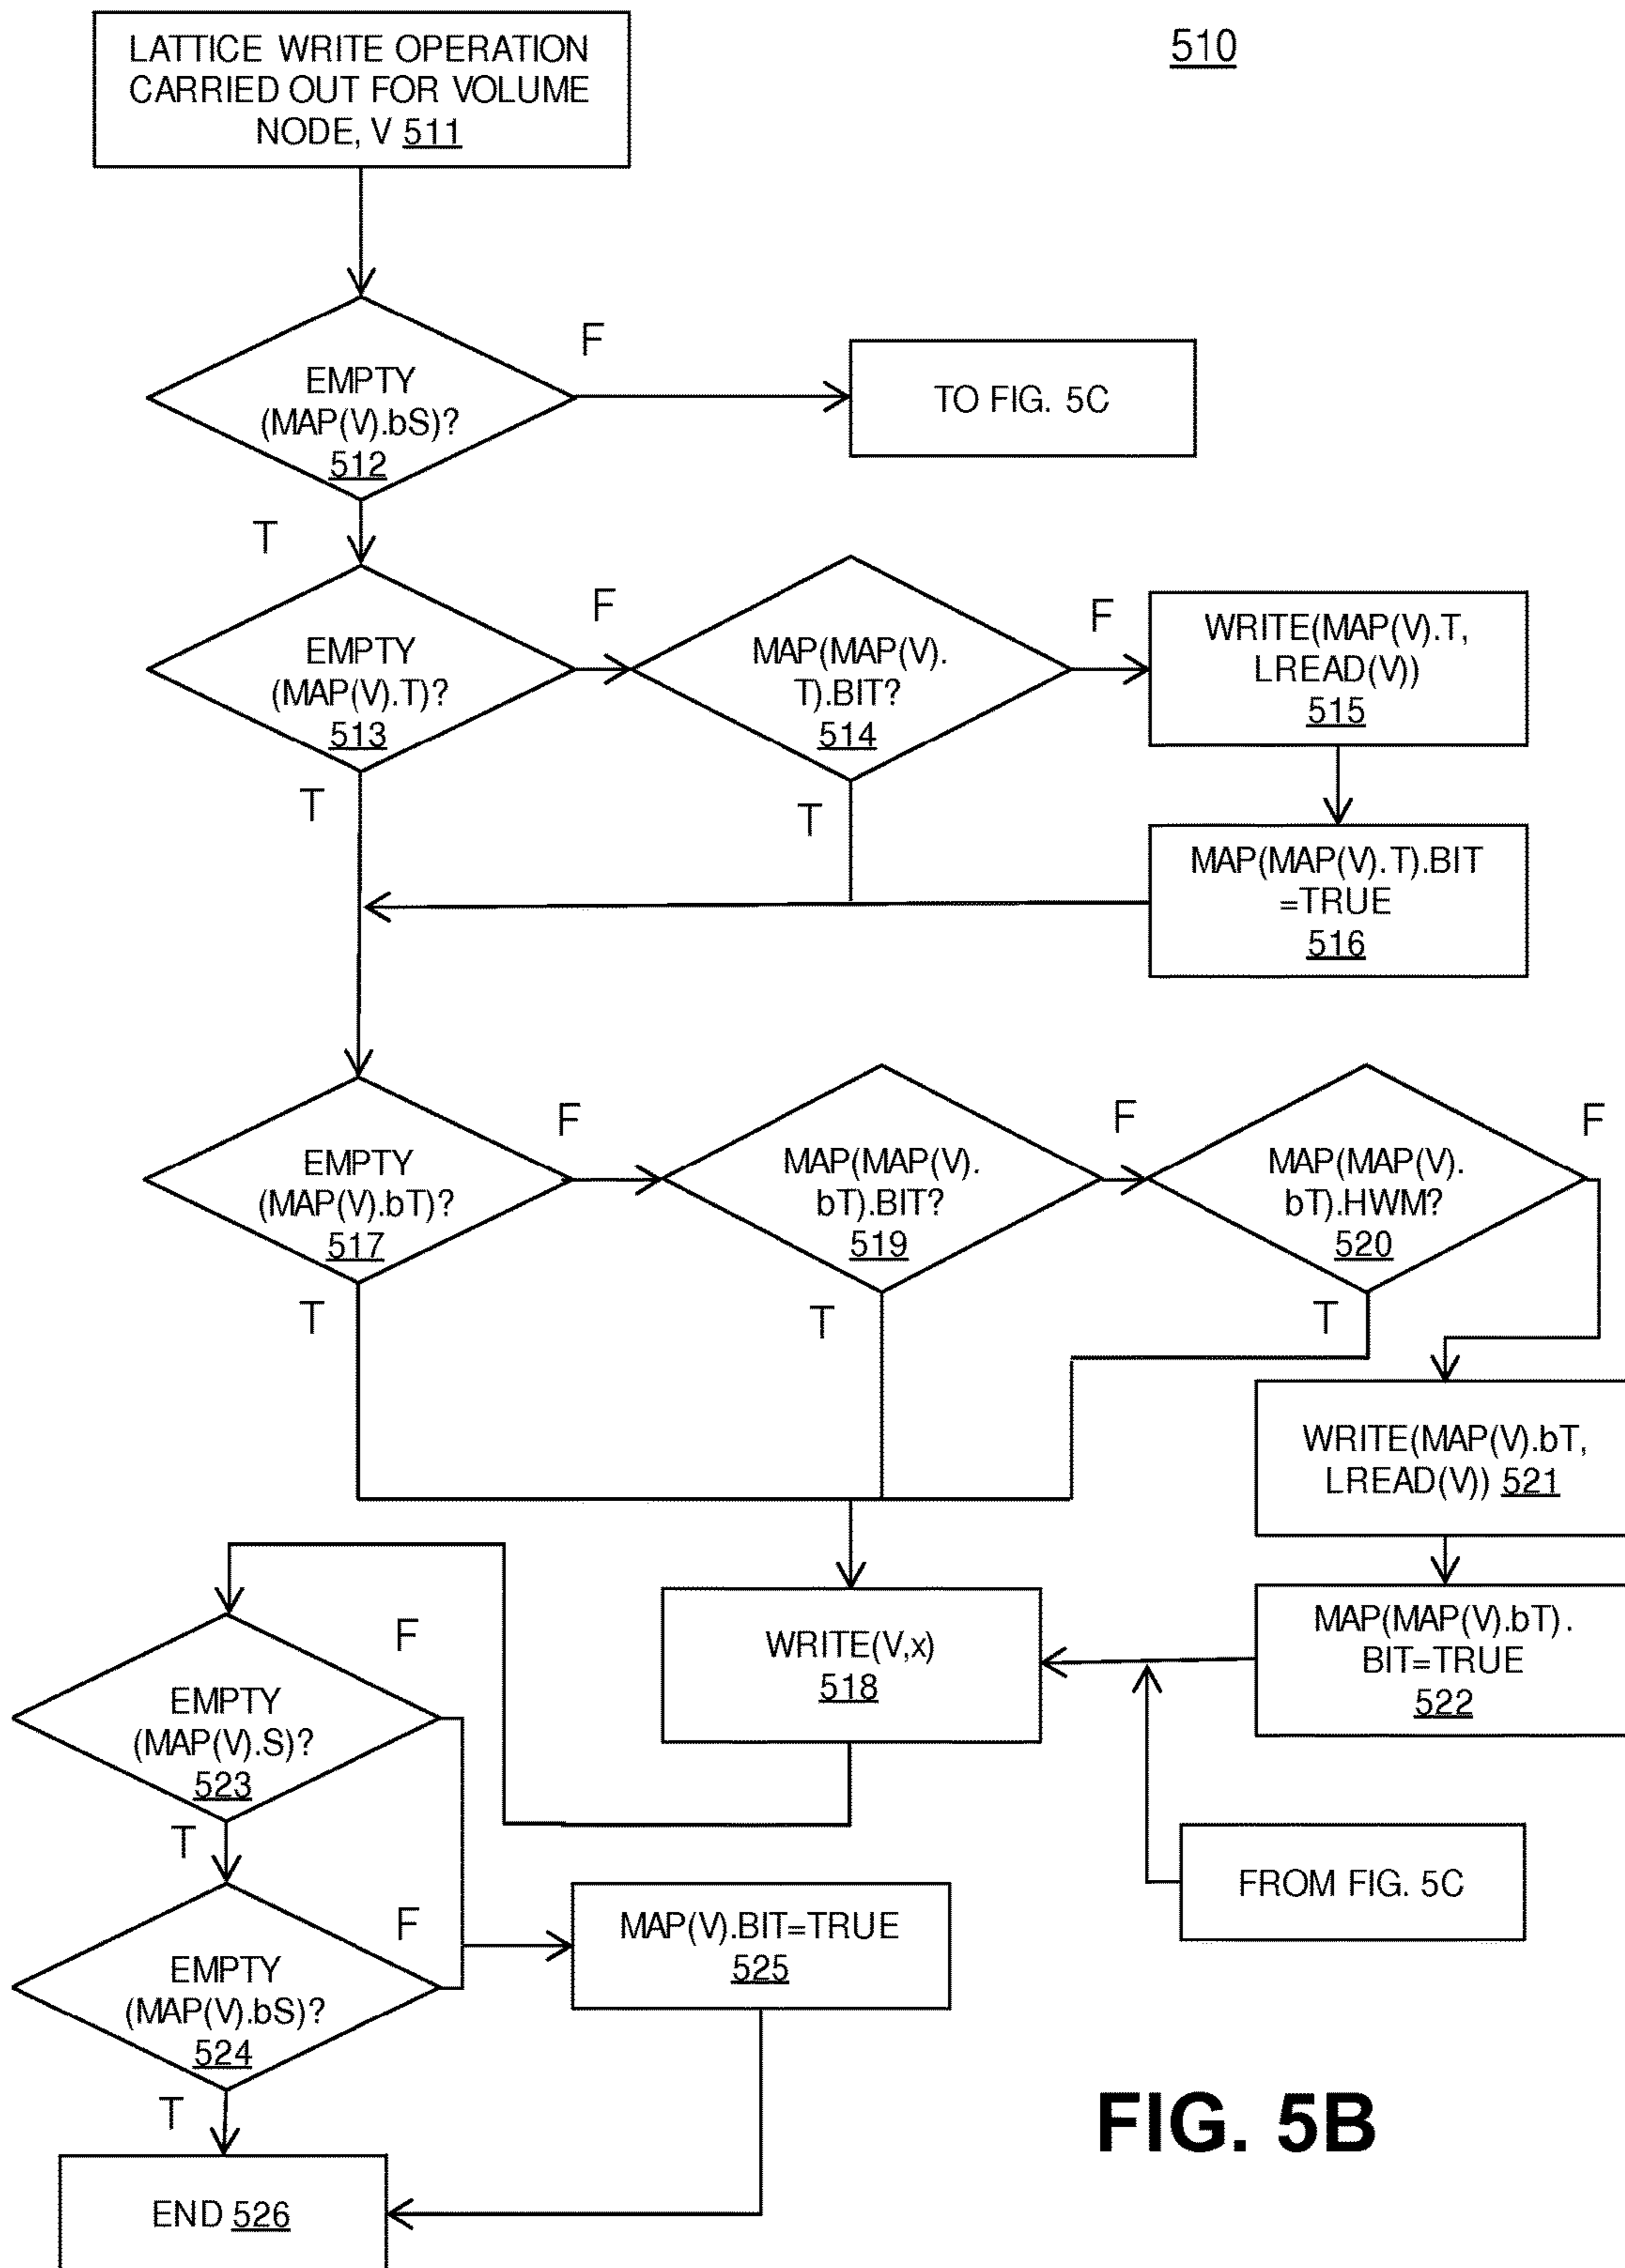 510
LATTICE WRITE OPERATION
CARRIED OUT FOR VOLUME
NODE, V 511
F
EMPTY
(MAP(V).bS)?
512
TO FIG. 5C
T
F
F
EMPTY
(MAP(V).T)?
513
MAP(MAP(V).
T).BIT?
514
WRITE(MAP(V).T,
LREAD(V))
515
T
T
MAP(MAP(V).T).BIT
=TRUE
516
F
F
F
EMPTY
(MAP(V).bT)?
517
MAP(MAP(V).
bT).BIT?
519
MAP(MAP(V).
bT).HWM?
520
T
T
T
WRITE(MAP(V).bT,
LREAD(V)) 521
WRITE(V,x)
518
MAP(MAP(V).bT).
BIT=TRUE
522
F
EMPTY
(MAP(V).S)?
523
T
FROM FIG. 5C
F
EMPTY
(MAP(V).bS)?
524
MAP(V).BIT=TRUE
525
T
END 526
FIG. 5B